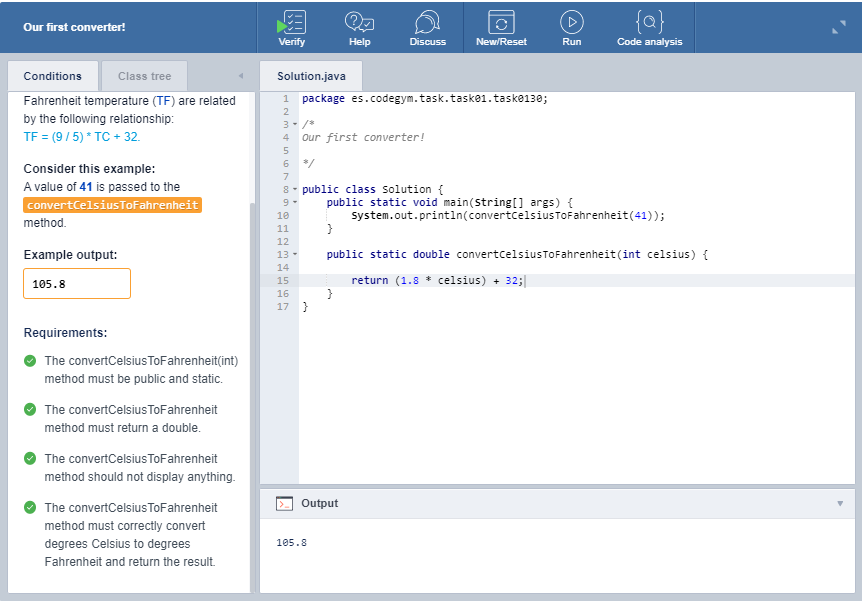 Our first converter!
Verify
Help
Discuss
New/Reset
Run
Code analysis
Conditions
Class tree
Fahrenheit temperature (TF) are related
by the following relationship:
TF = (9 / 5) * TC + 32.
Consider this example:
A value of 41 is passed to the
convertCelsiusToFahrenheit
method.
Example output:
105.8
Requirements:
The convertCelsiusToFahrenheit(int)
method must be public and static.
The convertCelsiusToFahrenheit
method must return a double.
The convertCelsiusToFahrenheit
method should not display anything.
The convertCelsiusToFahrenheit
method must correctly convert
degrees Celsius to degrees
Fahrenheit and return the result.
Solution.java
1 package es.codegym.task.task01.task0130;
2
3 /*
4 Our first converter!
5
6 */
7
8 public class Solution {
9 public static void main(String[] args) {
10 System.out.println(convertCelsiusToFahrenheit(41));
11 }
12
13 public static double convertCelsiusToFahrenheit(int celsius) {
14
15 return (1.8 * celsius) + 32;
16 }
17 }
Output
105.8